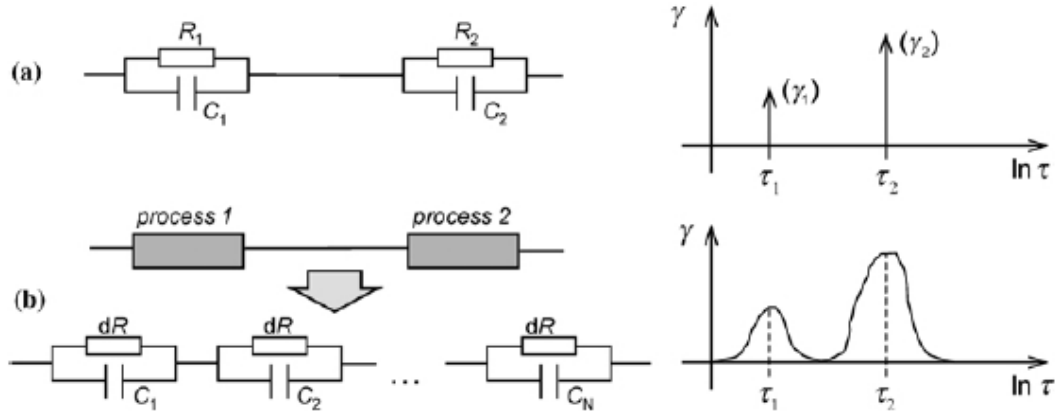 R₁ R₂
(a)
C₁ C₂
γ
(γ₁) (γ₂)
τ₁ τ₂ ln τ
process 1 process 2
(b)
dR dR dR
C₁ C₂ ... C_N
γ
τ₁ τ₂ ln τ